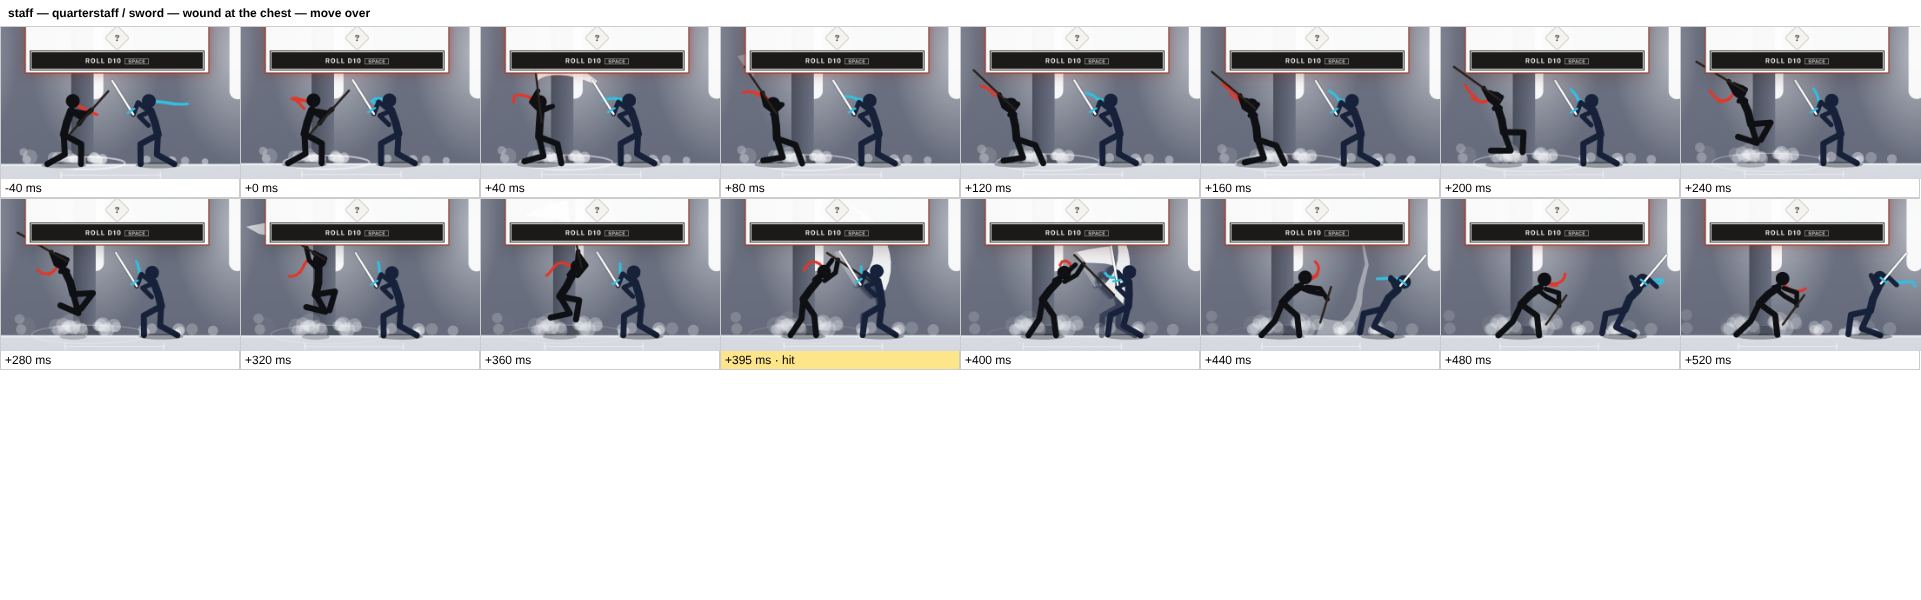 staff — quarterstaff / sword — wound at the chest — move over
? ? ? ? ? ? ? ?
ROLL D10 SPACE ROLL D10 SPACE ROLL D10 SPACE ROLL D10 SPACE ROLL D10 SPACE ROLL D10 SPACE ROLL D10 SPACE ROLL D10 SPACE
-40 ms +0 ms +40 ms +80 ms +120 ms +160 ms +200 ms +240 ms
? ? ? ? ? ? ? ?
ROLL D10 SPACE ROLL D10 SPACE ROLL D10 SPACE ROLL D10 SPACE ROLL D10 SPACE ROLL D10 SPACE ROLL D10 SPACE ROLL D10 SPACE
+280 ms +320 ms +360 ms +395 ms · hit +400 ms +440 ms +480 ms +520 ms